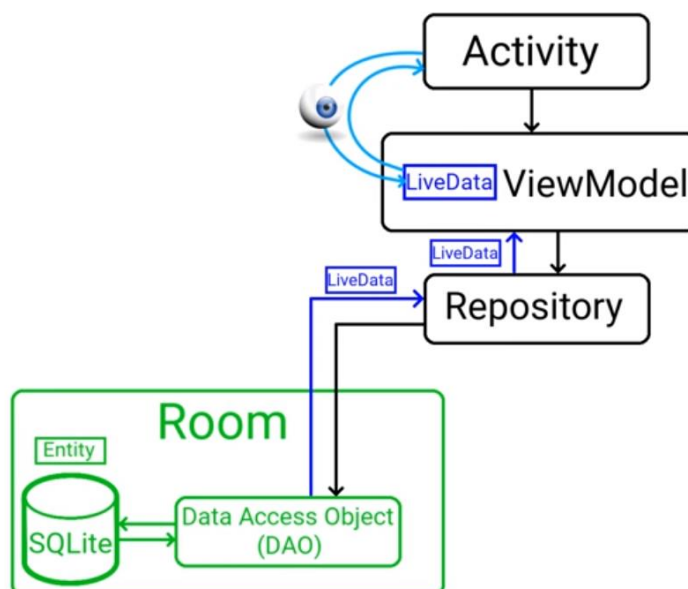 Activity
LiveData
ViewModel
LiveData
LiveData
Repository
Room
Entity
SQLite
Data Access Object
(DAO)